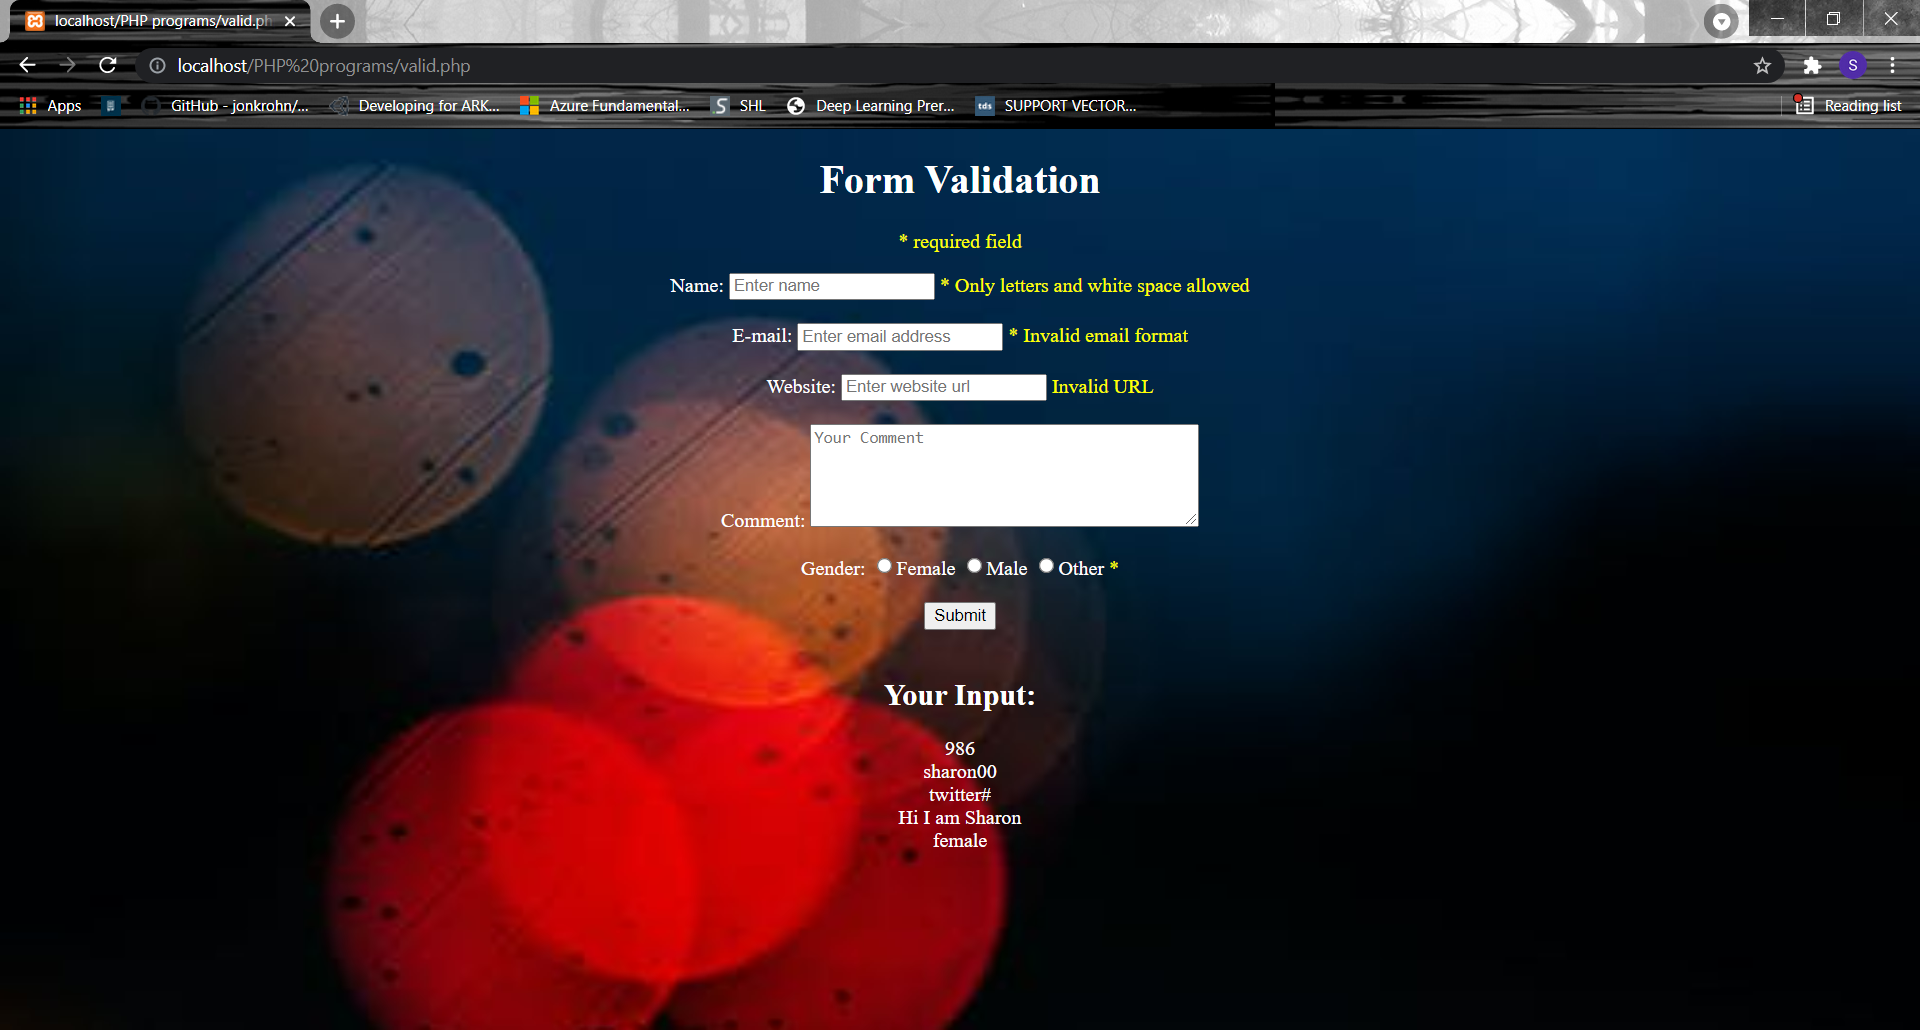 localhost/PHP programs/valid.ph
localhost/PHP%20programs/valid.php
S
Apps
GitHub - jonkrohn/...
Developing for ARK...
Azure Fundamental...
S SHL
Deep Learning Prer...
tds SUPPORT VECTOR...
Reading list
Form Validation
* required field
Name: Enter name * Only letters and white space allowed
E-mail: Enter email address * Invalid email format
Website: Enter website url Invalid URL
Your Comment
Comment:
Gender: Female Male Other *
Submit
Your Input:
986
sharon00
twitter#
Hi I am Sharon
female